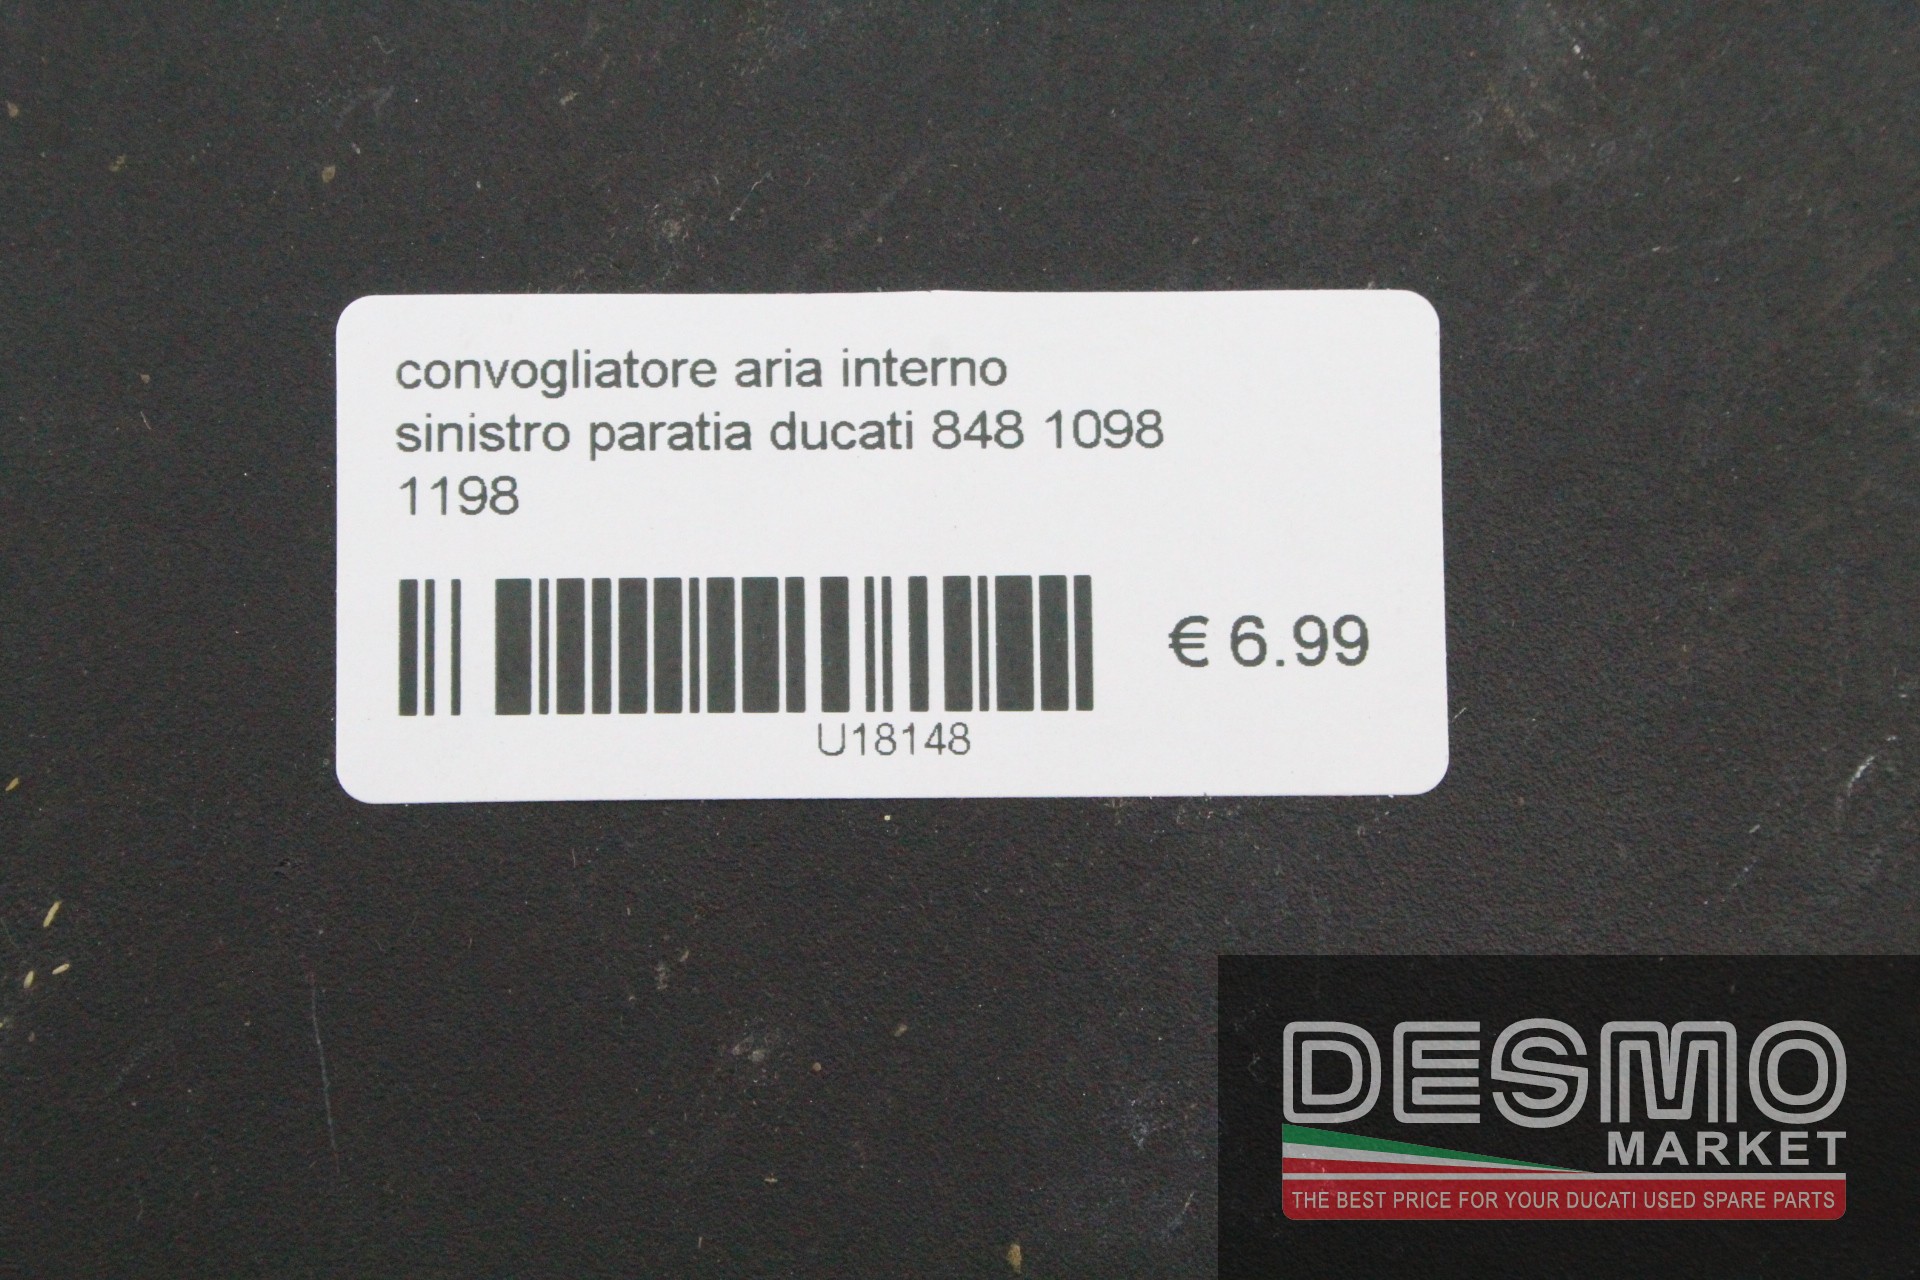 convogliatore aria interno
sinistro paratia ducati 848 1098
1198
€ 6.99
U18148
DESMO
MARKET
THE BEST PRICE FOR YOUR DUCATI USED SPARE PARTS